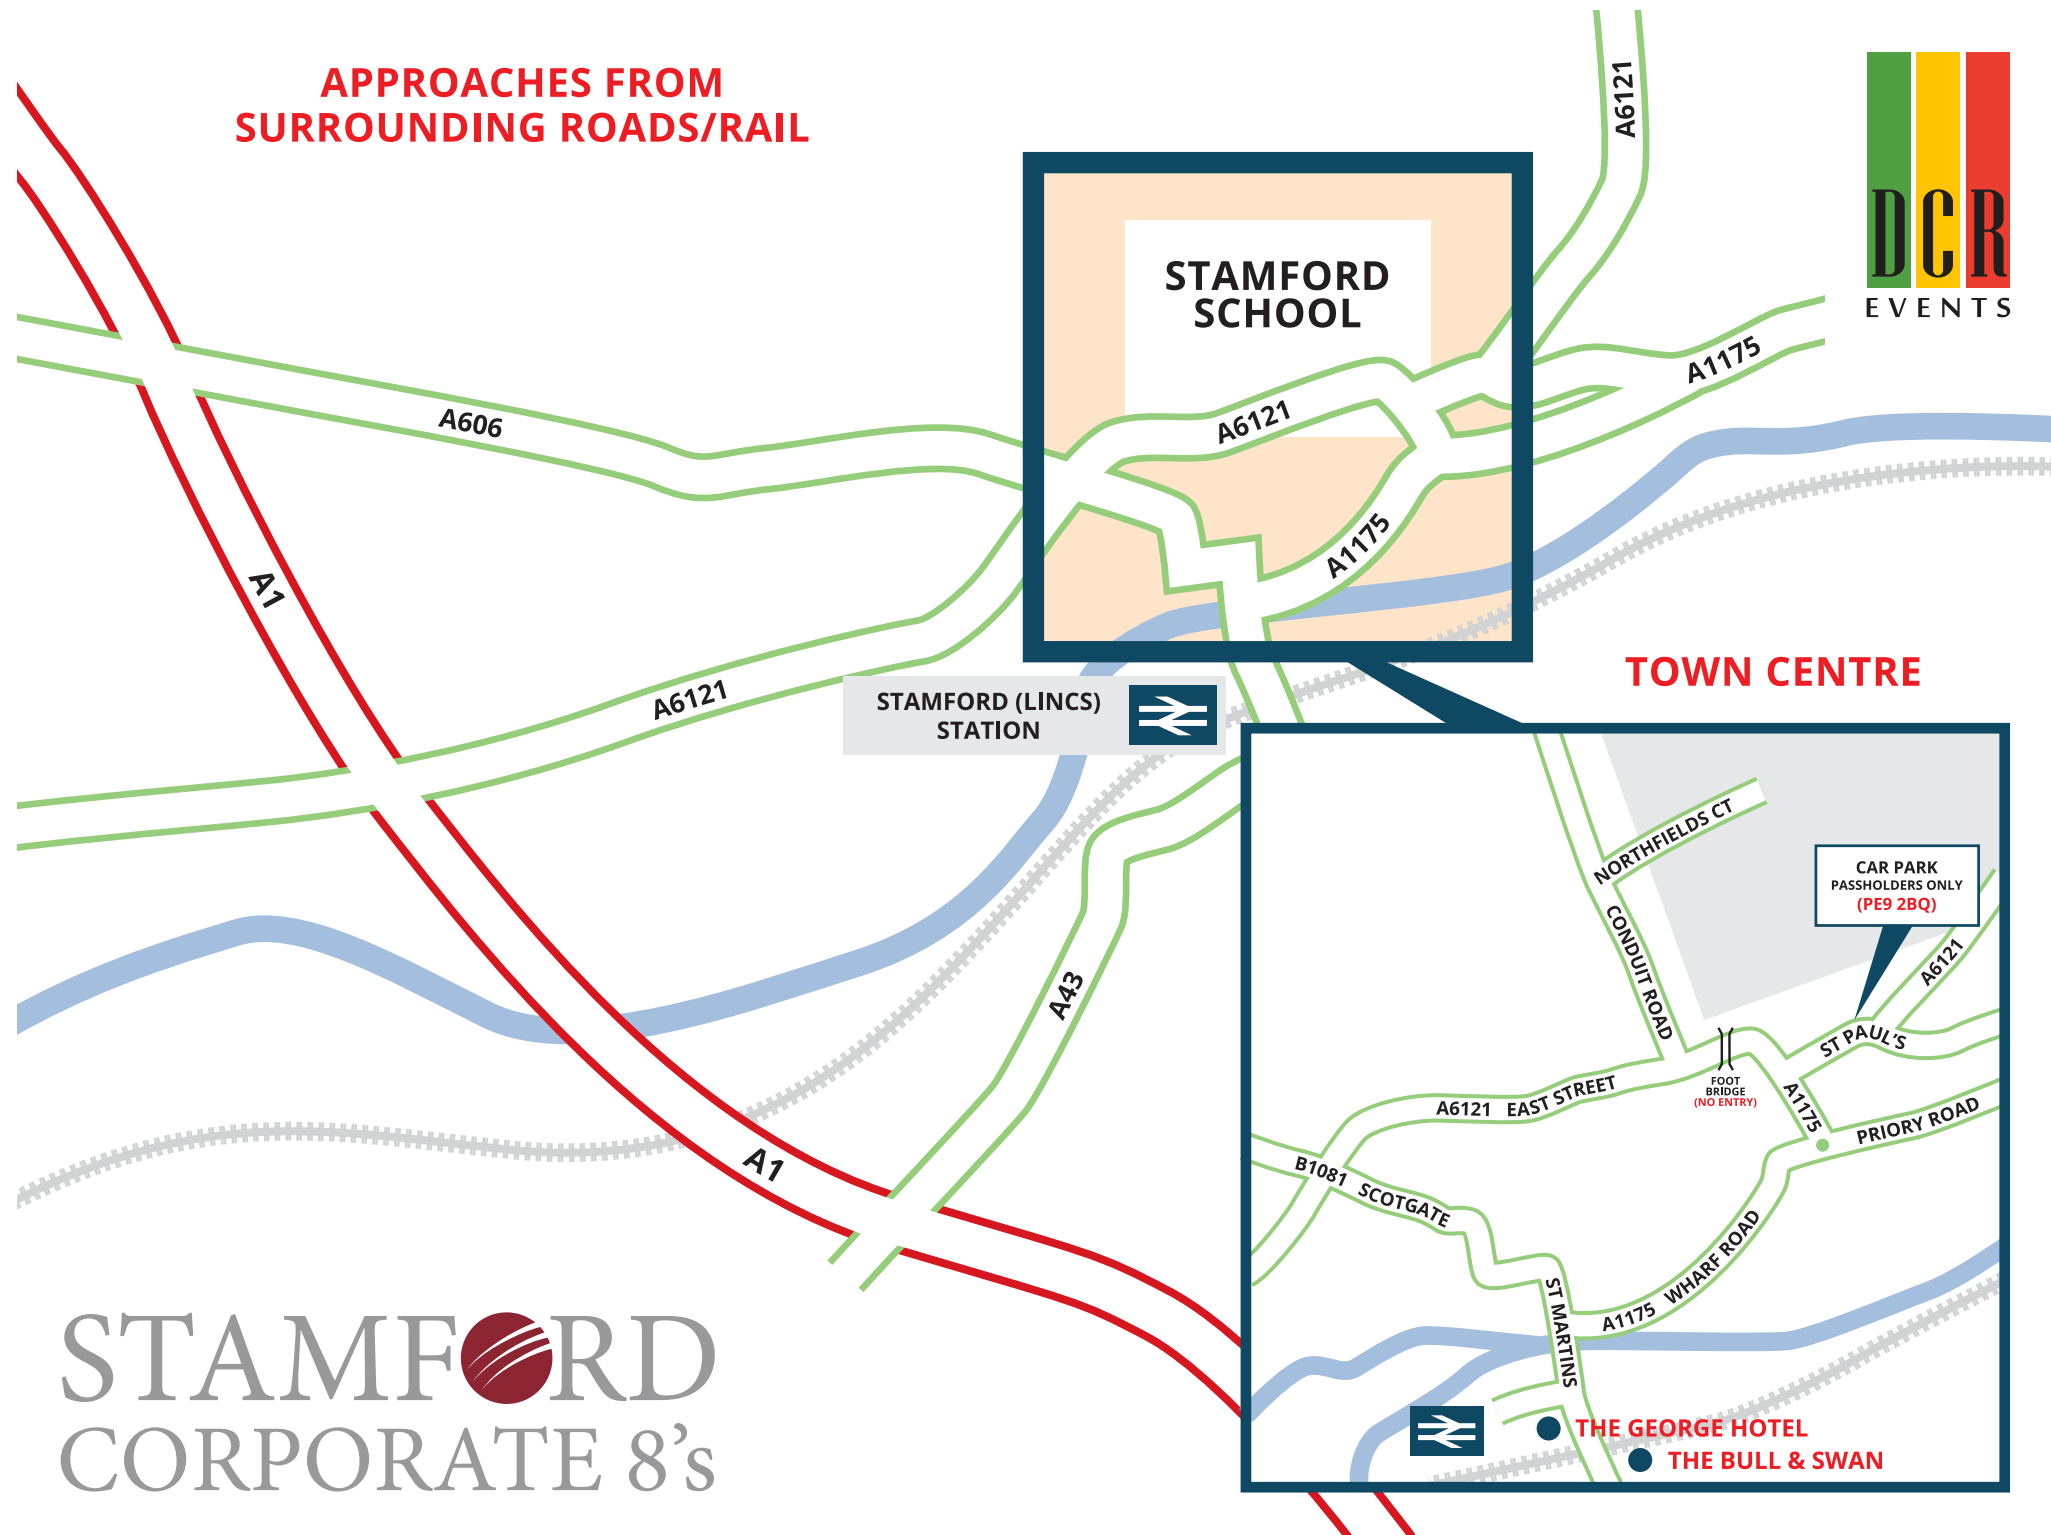 APPROACHES FROM
SURROUNDING ROADS/RAIL
A6121
DCR
EVENTS
STAMFORD
SCHOOL
A1175
A6121
A606
A1175
A1
A6121
STAMFORD (LINCS)
STATION
TOWN CENTRE
NORTHFIELDS CT
CAR PARK
PASSHOLDERS ONLY
(PE9 2BQ)
CONDUIT ROAD
A6121
A43
ST PAUL'S
FOOT
BRIDGE
(NO ENTRY)
A6121 EAST STREET
A1175
PRIORY ROAD
A1
B1081 SCOTGATE
A1175 WHARF ROAD
ST MARTINS
STAMFORD
CORPORATE 8's
THE GEORGE HOTEL
THE BULL & SWAN